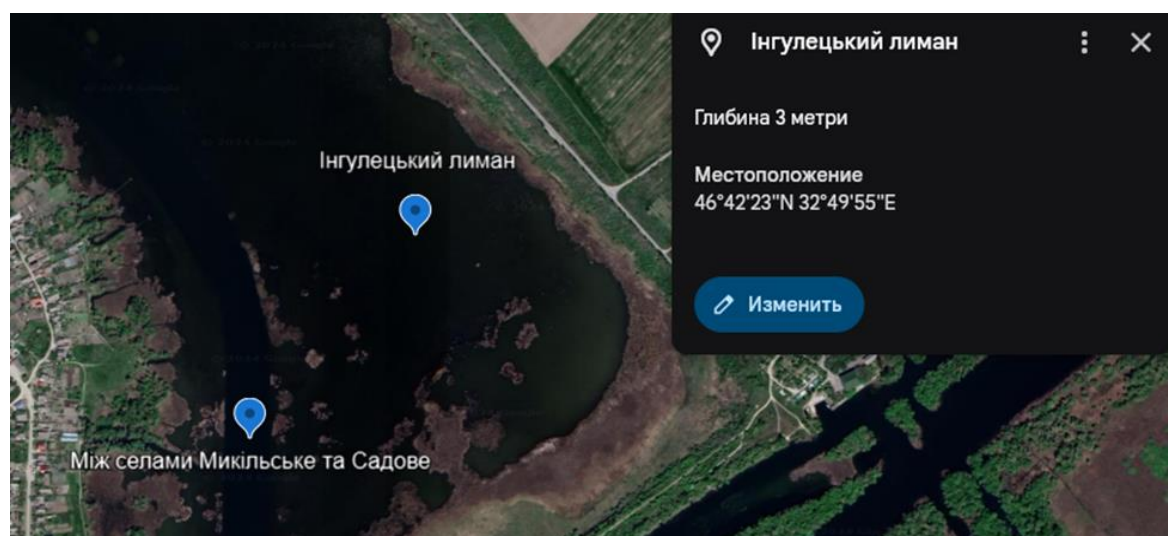 Інгулецький лиман
Глибина 3 метри
Местоположение
46°42'23"N 32°49'55"E
Изменить
Інгулецький лиман
Між селами Микільське та Садове